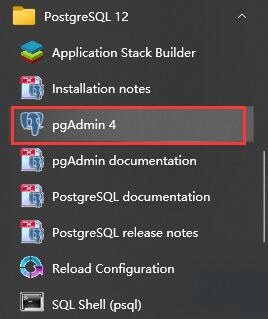 PostgreSQL 12
Application Stack Builder
Installation notes
pgAdmin 4
pgAdmin documentation
PostgreSQL documentation
PostgreSQL release notes
Reload Configuration
SQL Shell (psql)